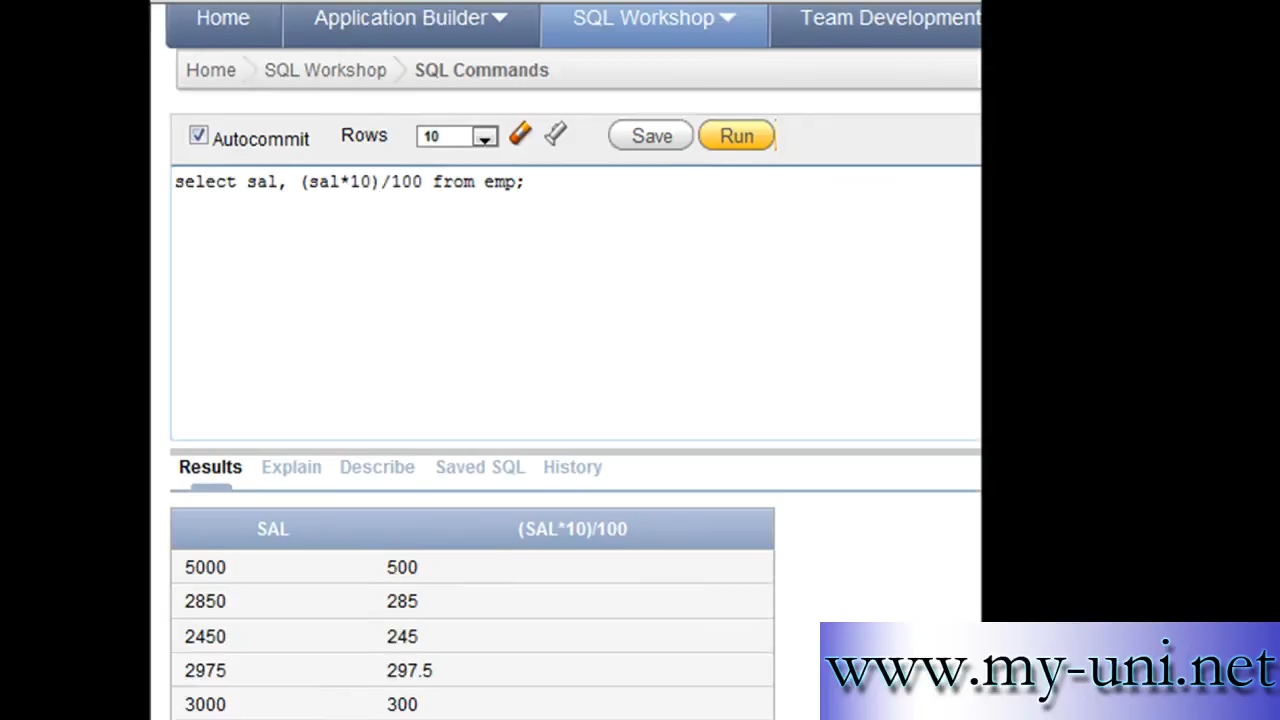 Home Application Builder SQL Workshop Team Development
Home SQL Workshop SQL Commands
Autocommit Rows 10 Save Run
select sal, (sal*10)/100 from emp;
Results Explain Describe Saved SQL History
SAL (SAL*10)/100
5000 500
2850 285
2450 245
2975 297.5
3000 300
www.my-uni.net